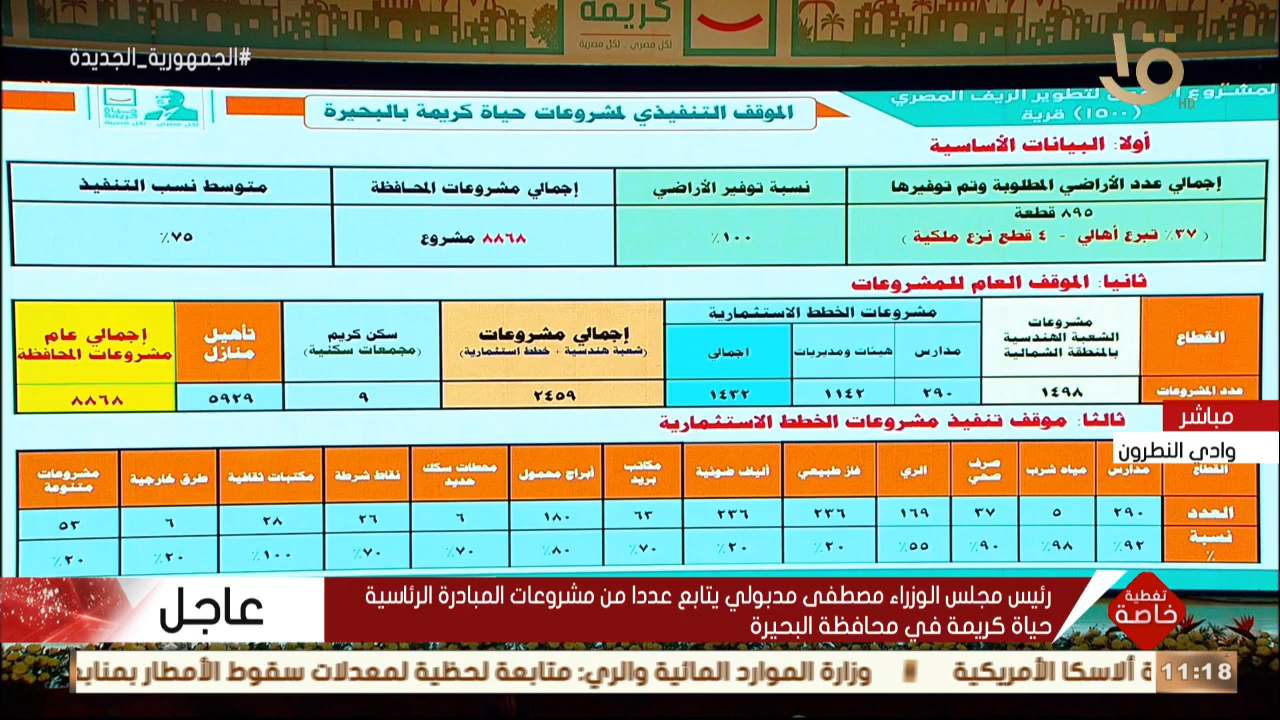 كريمة
لكل مصري .. لكل مصرية
#الجمهورية_الجديدة
HD
لتطوير الريف المصري
(١٥٠٠) قرية
الموقف التنفيذي لمشروعات حياة كريمة بالبحيرة
حياة كريمة
أولا: البيانات الأساسية
إجمالي عدد الأراضي المطلوبة وتم توفيرها
نسبة توفير الأراضي
إجمالي مشروعات المحافظة
متوسط نسب التنفيذ
٨٩٥ قطعة
(٣٧٪ تبرع أهالي - ٤ قطع نزع ملكية)
١٠٠٪
٨٨٦٨ مشروع
٧٥٪
ثانيا: الموقف العام للمشروعات
القطاع
مشروعات الشعبة الهندسية بالمنطقة الشمالية
مشروعات الخطط الاستثمارية
مدارس
هيئات ومديريات
اجمالي
إجمالي مشروعات
(شعبة هندسية + خطط استثمارية)
سكن كريم
(مجمعات سكنية)
تأهيل منازل
إجمالي عام مشروعات المحافظة
عدد المشروعات ١٤٩٨ ٢٩٠ ١١٤٢ ١٤٣٢ ٢٤٥٩ ٩ ٥٩٢٩ ٨٨٦٨
ثالثا: موقف تنفيذ مشروعات الخطط الاستثمارية
القطاع مدارس مياه شرب صرف صحي الري غاز طبيعي ألياف ضوئية مكاتب بريد أبراج محمول محطات سكك حديد نقاط شرطة مكتبات ثقافية طرق خارجية مشروعات متنوعة
العدد ٢٩٠ ٥ ٣٧ ١٦٩ ٢٣٦ ٢٣٦ ٦٣ ١٨٠ ٦ ٢٦ ٢٨ ٦ ٥٣
نسبة ٪ ٩٢٪ ٩٨٪ ٩٠٪ ٥٥٪ ٢٠٪ ٢٠٪ ٧٠٪ ٨٠٪ ٧٠٪ ٧٠٪ ١٠٠٪ ٢٠٪ ٢٠٪
مباشر
وادي النطرون
تغطية خاصة
رئيس مجلس الوزراء مصطفى مدبولي يتابع عددا من مشروعات المبادرة الرئاسية
حياة كريمة في محافظة البحيرة
عاجل
11:18
ة ألاسكا الأمريكية
وزارة الموارد المائية والري: متابعة لحظية لمعدلات سقوط الأمطار بمنابع